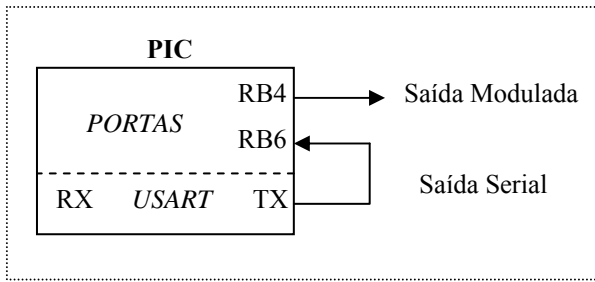 PIC
RB4 Saída Modulada
PORTAS
RB6
Saída Serial
RX USART TX